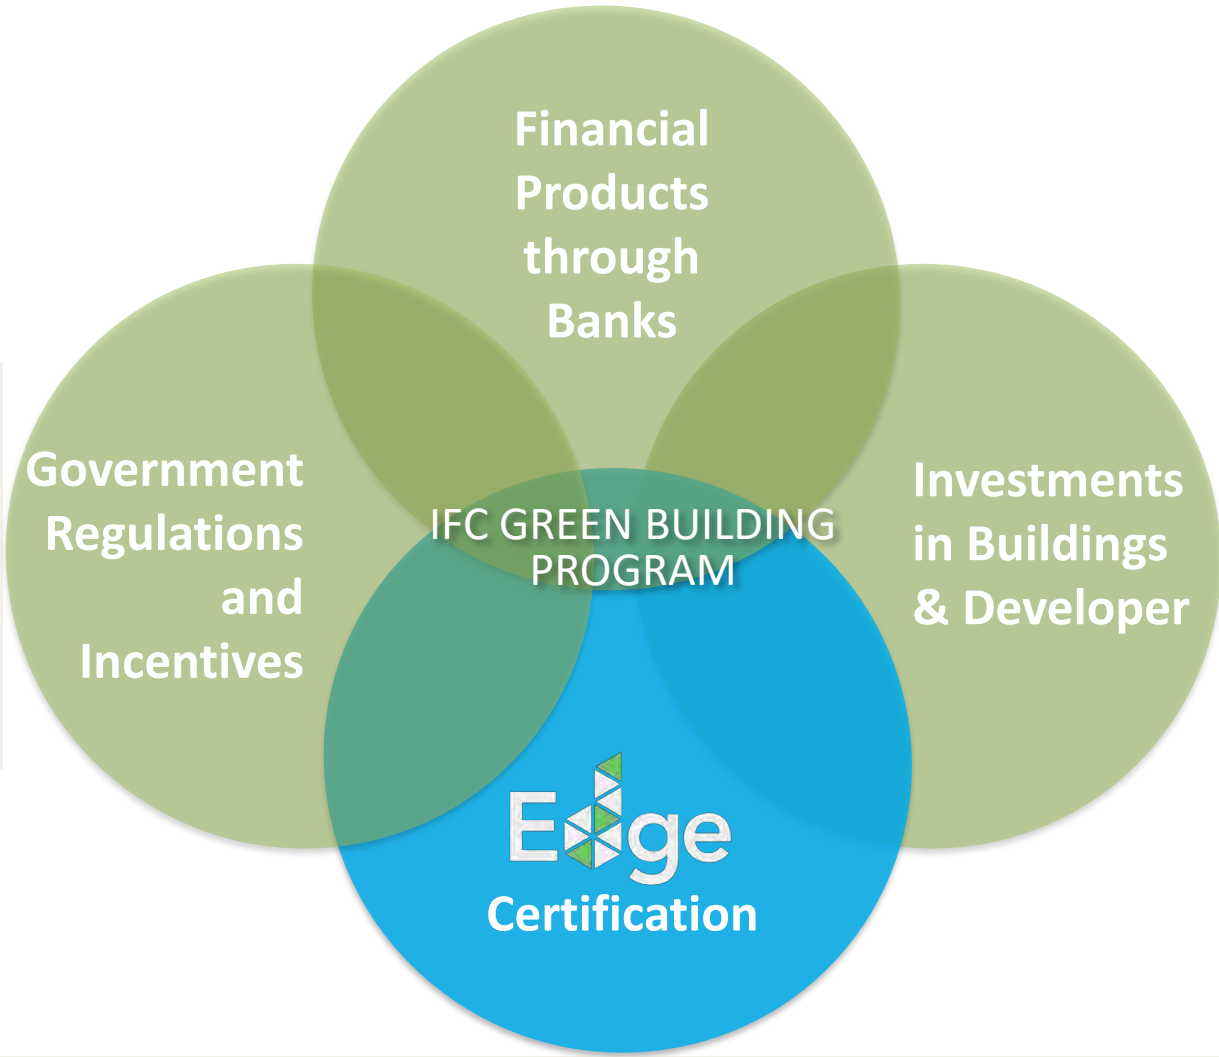 Financial
Products
through
Banks
Government
Regulations
and
Incentives
IFC GREEN BUILDING
PROGRAM
Investments
in Buildings
& Developer
Edge
Certification